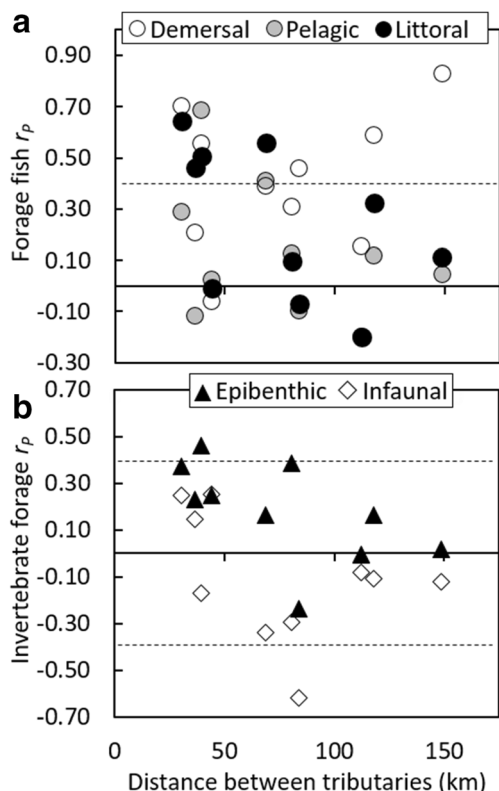 a
Demersal Pelagic Littoral
0.90
0.70
0.50
0.30
0.10
-0.10
-0.30
Forage fish rp
b
Epibenthic Infaunal
0.70
0.50
0.30
0.10
-0.10
-0.30
-0.50
-0.70
Invertebrate forage rp
0 50 100 150
Distance between tributaries (km)